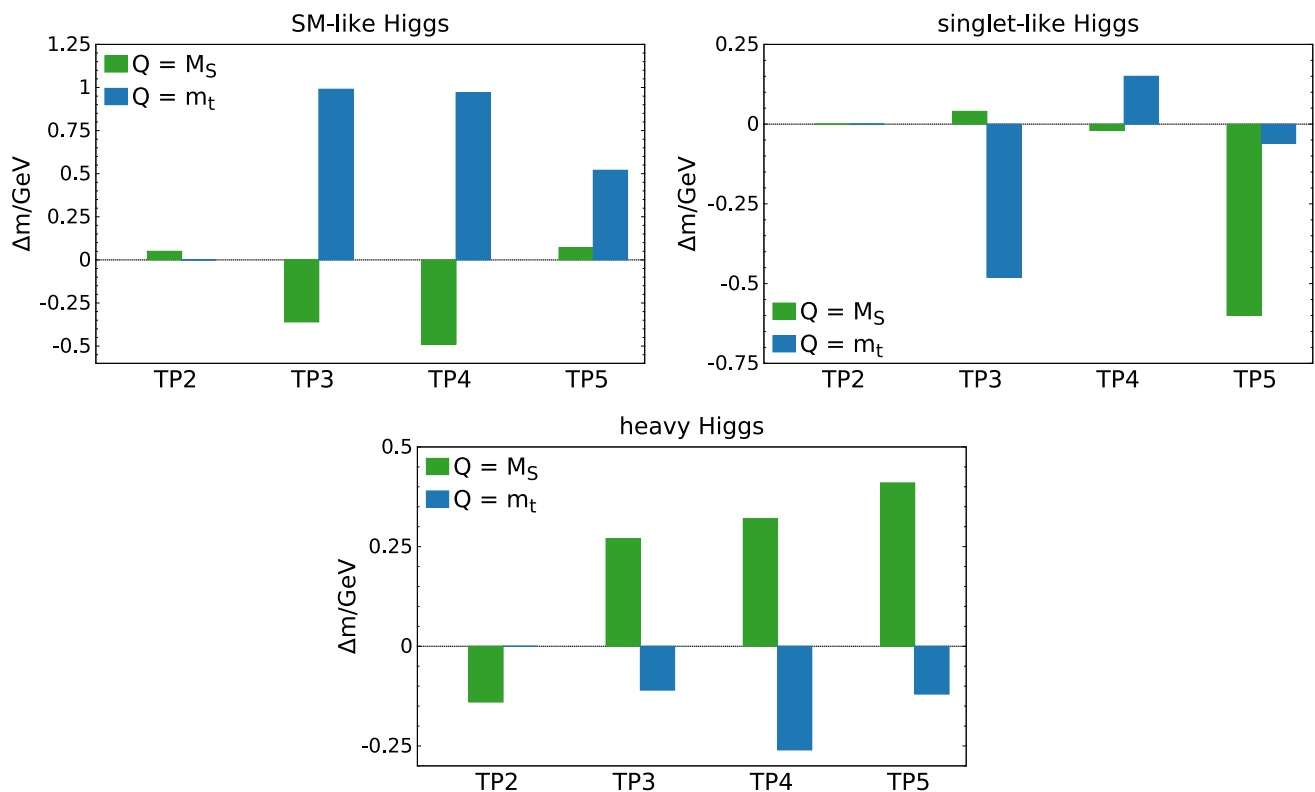 SM-like Higgs
Δm/GeV
1.25
1
0.75
0.5
0.25
0
-0.25
-0.5
Q = M_S
Q = m_t
TP2 TP3 TP4 TP5
singlet-like Higgs
Δm/GeV
0.25
0
-0.25
-0.5
-0.75
Q = M_S
Q = m_t
TP2 TP3 TP4 TP5
heavy Higgs
Δm/GeV
0.5
0.25
0
-0.25
Q = M_S
Q = m_t
TP2 TP3 TP4 TP5